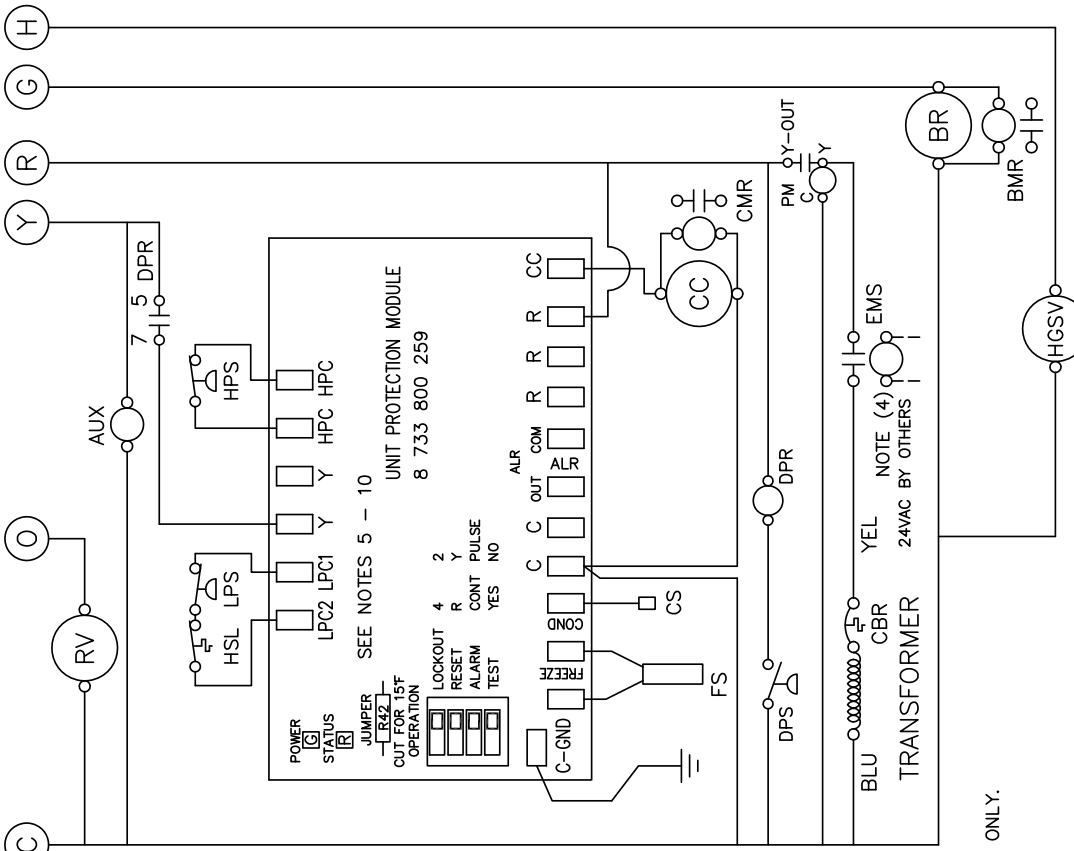 H
G
R
Y
O
C
DPR
5
7
AUX
RV
HPS
LPS
HSL
HPC
HPC
Y
Y
LPC1
LPC2
UNIT PROTECTION MODULE
8 733 800 259
SEE NOTES 5 - 10
POWER
G
STATUS
R
JUMPER
R42
CUT FOR 15°F
OPERATION
LOCKOUT 4 2
RESET R Y
ALARM CONT PULSE
TEST YES NO
CC
R
R
R
ALR
COM
ALR
OUT
C
C
COND
FREEZE
C-GND
CC
CMR
CS
FS
DPR
DPS
Y-OUT
PM
C
Y
EMS
NOTE (4)
24VAC BY OTHERS
YEL
CBR
BLU
TRANSFORMER
BR
BMR
HGSV
ONLY.